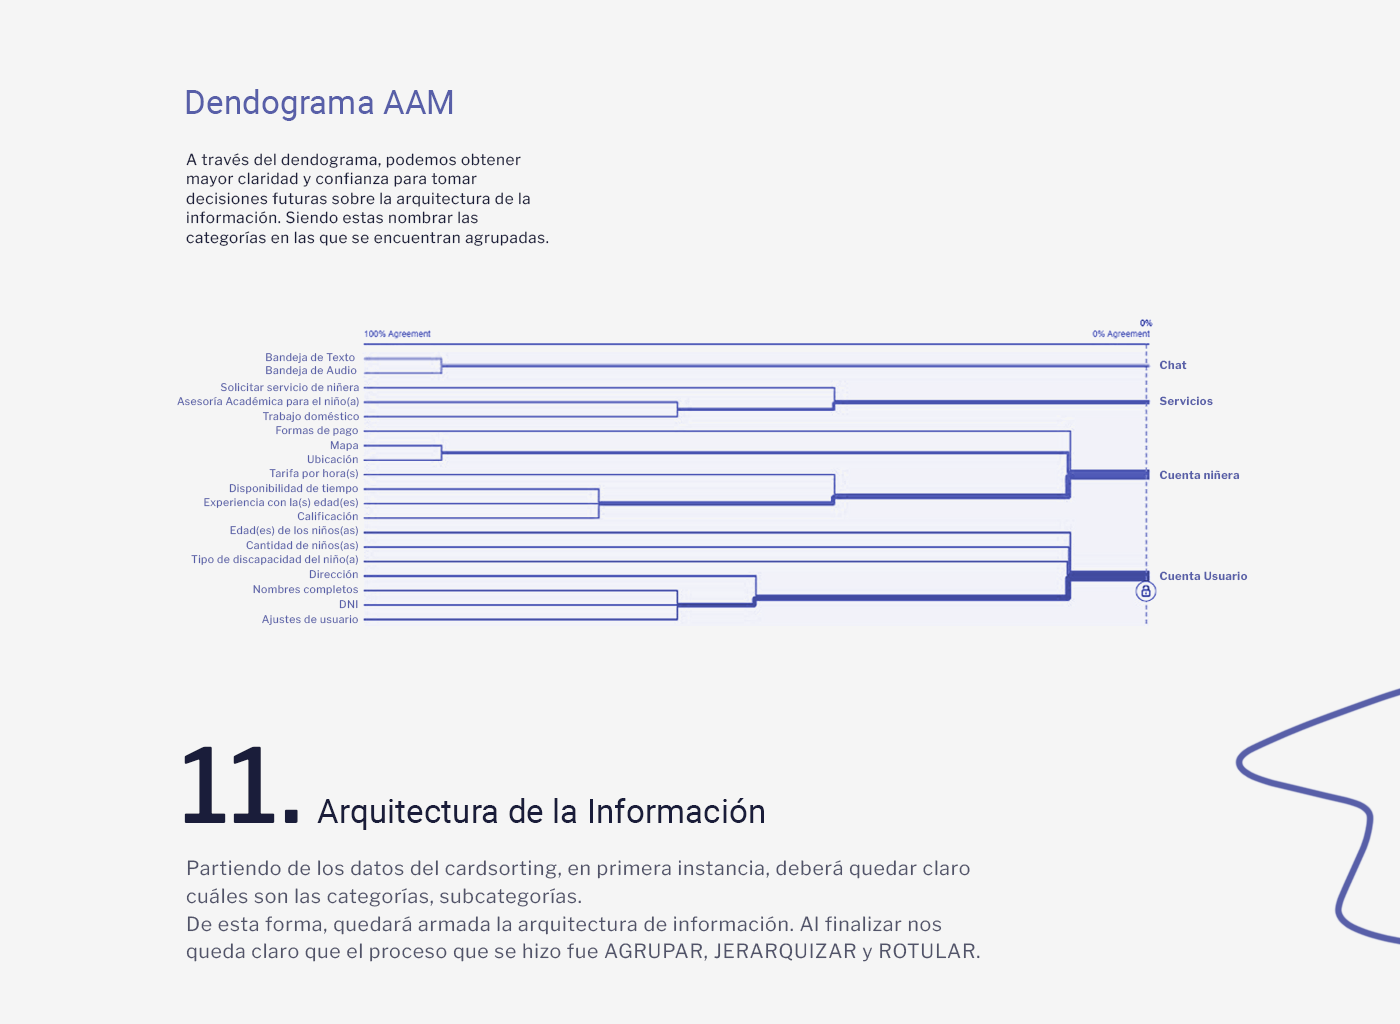 Dendograma AAM
A través del dendograma, podemos obtener
mayor claridad y confianza para tomar
decisiones futuras sobre la arquitectura de la
información. Siendo estas nombrar las
categorías en las que se encuentran agrupadas.
0%
100% Agreement
0% Agreement
Bandeja de Texto
Bandeja de Audio
Chat
Solicitar servicio de niñera
Asesoría Académica para el niño(a)
Servicios
Trabajo doméstico
Formas de pago
Mapa
Ubicación
Tarifa por hora(s)
Cuenta niñera
Disponibilidad de tiempo
Experiencia con la(s) edad(es)
Calificación
Edad(es) de los niños(as)
Cantidad de niños(as)
Tipo de discapacidad del niño(a)
Dirección
Cuenta Usuario
Nombres completos
DNI
Ajustes de usuario
11. Arquitectura de la Información
Partiendo de los datos del cardsorting, en primera instancia, deberá quedar claro
cuáles son las categorías, subcategorías.
De esta forma, quedará armada la arquitectura de información. Al finalizar nos
queda claro que el proceso que se hizo fue AGRUPAR, JERARQUIZAR y ROTULAR.